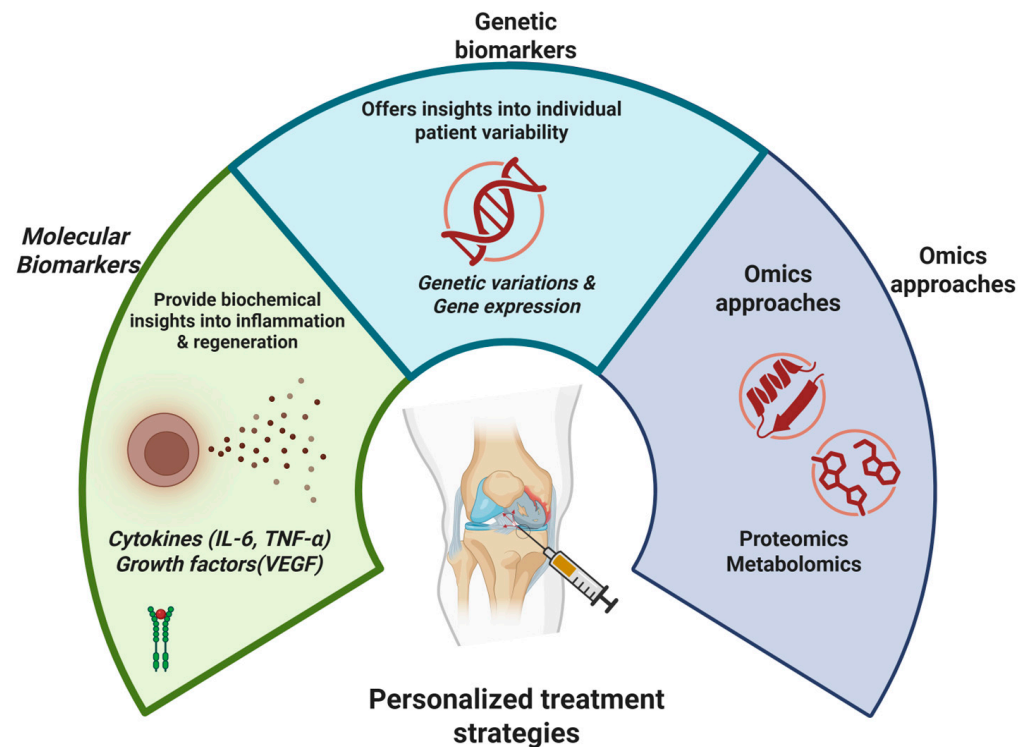 Genetic
biomarkers
Offers insights into individual
patient variability
Genetic variations &
Gene expression
Molecular
Biomarkers
Provide biochemical
insights into inflammation
& regeneration
Cytokines (IL-6, TNF-α)
Growth factors(VEGF)
Omics
approaches
Omics
approaches
Proteomics
Metabolomics
Personalized treatment
strategies